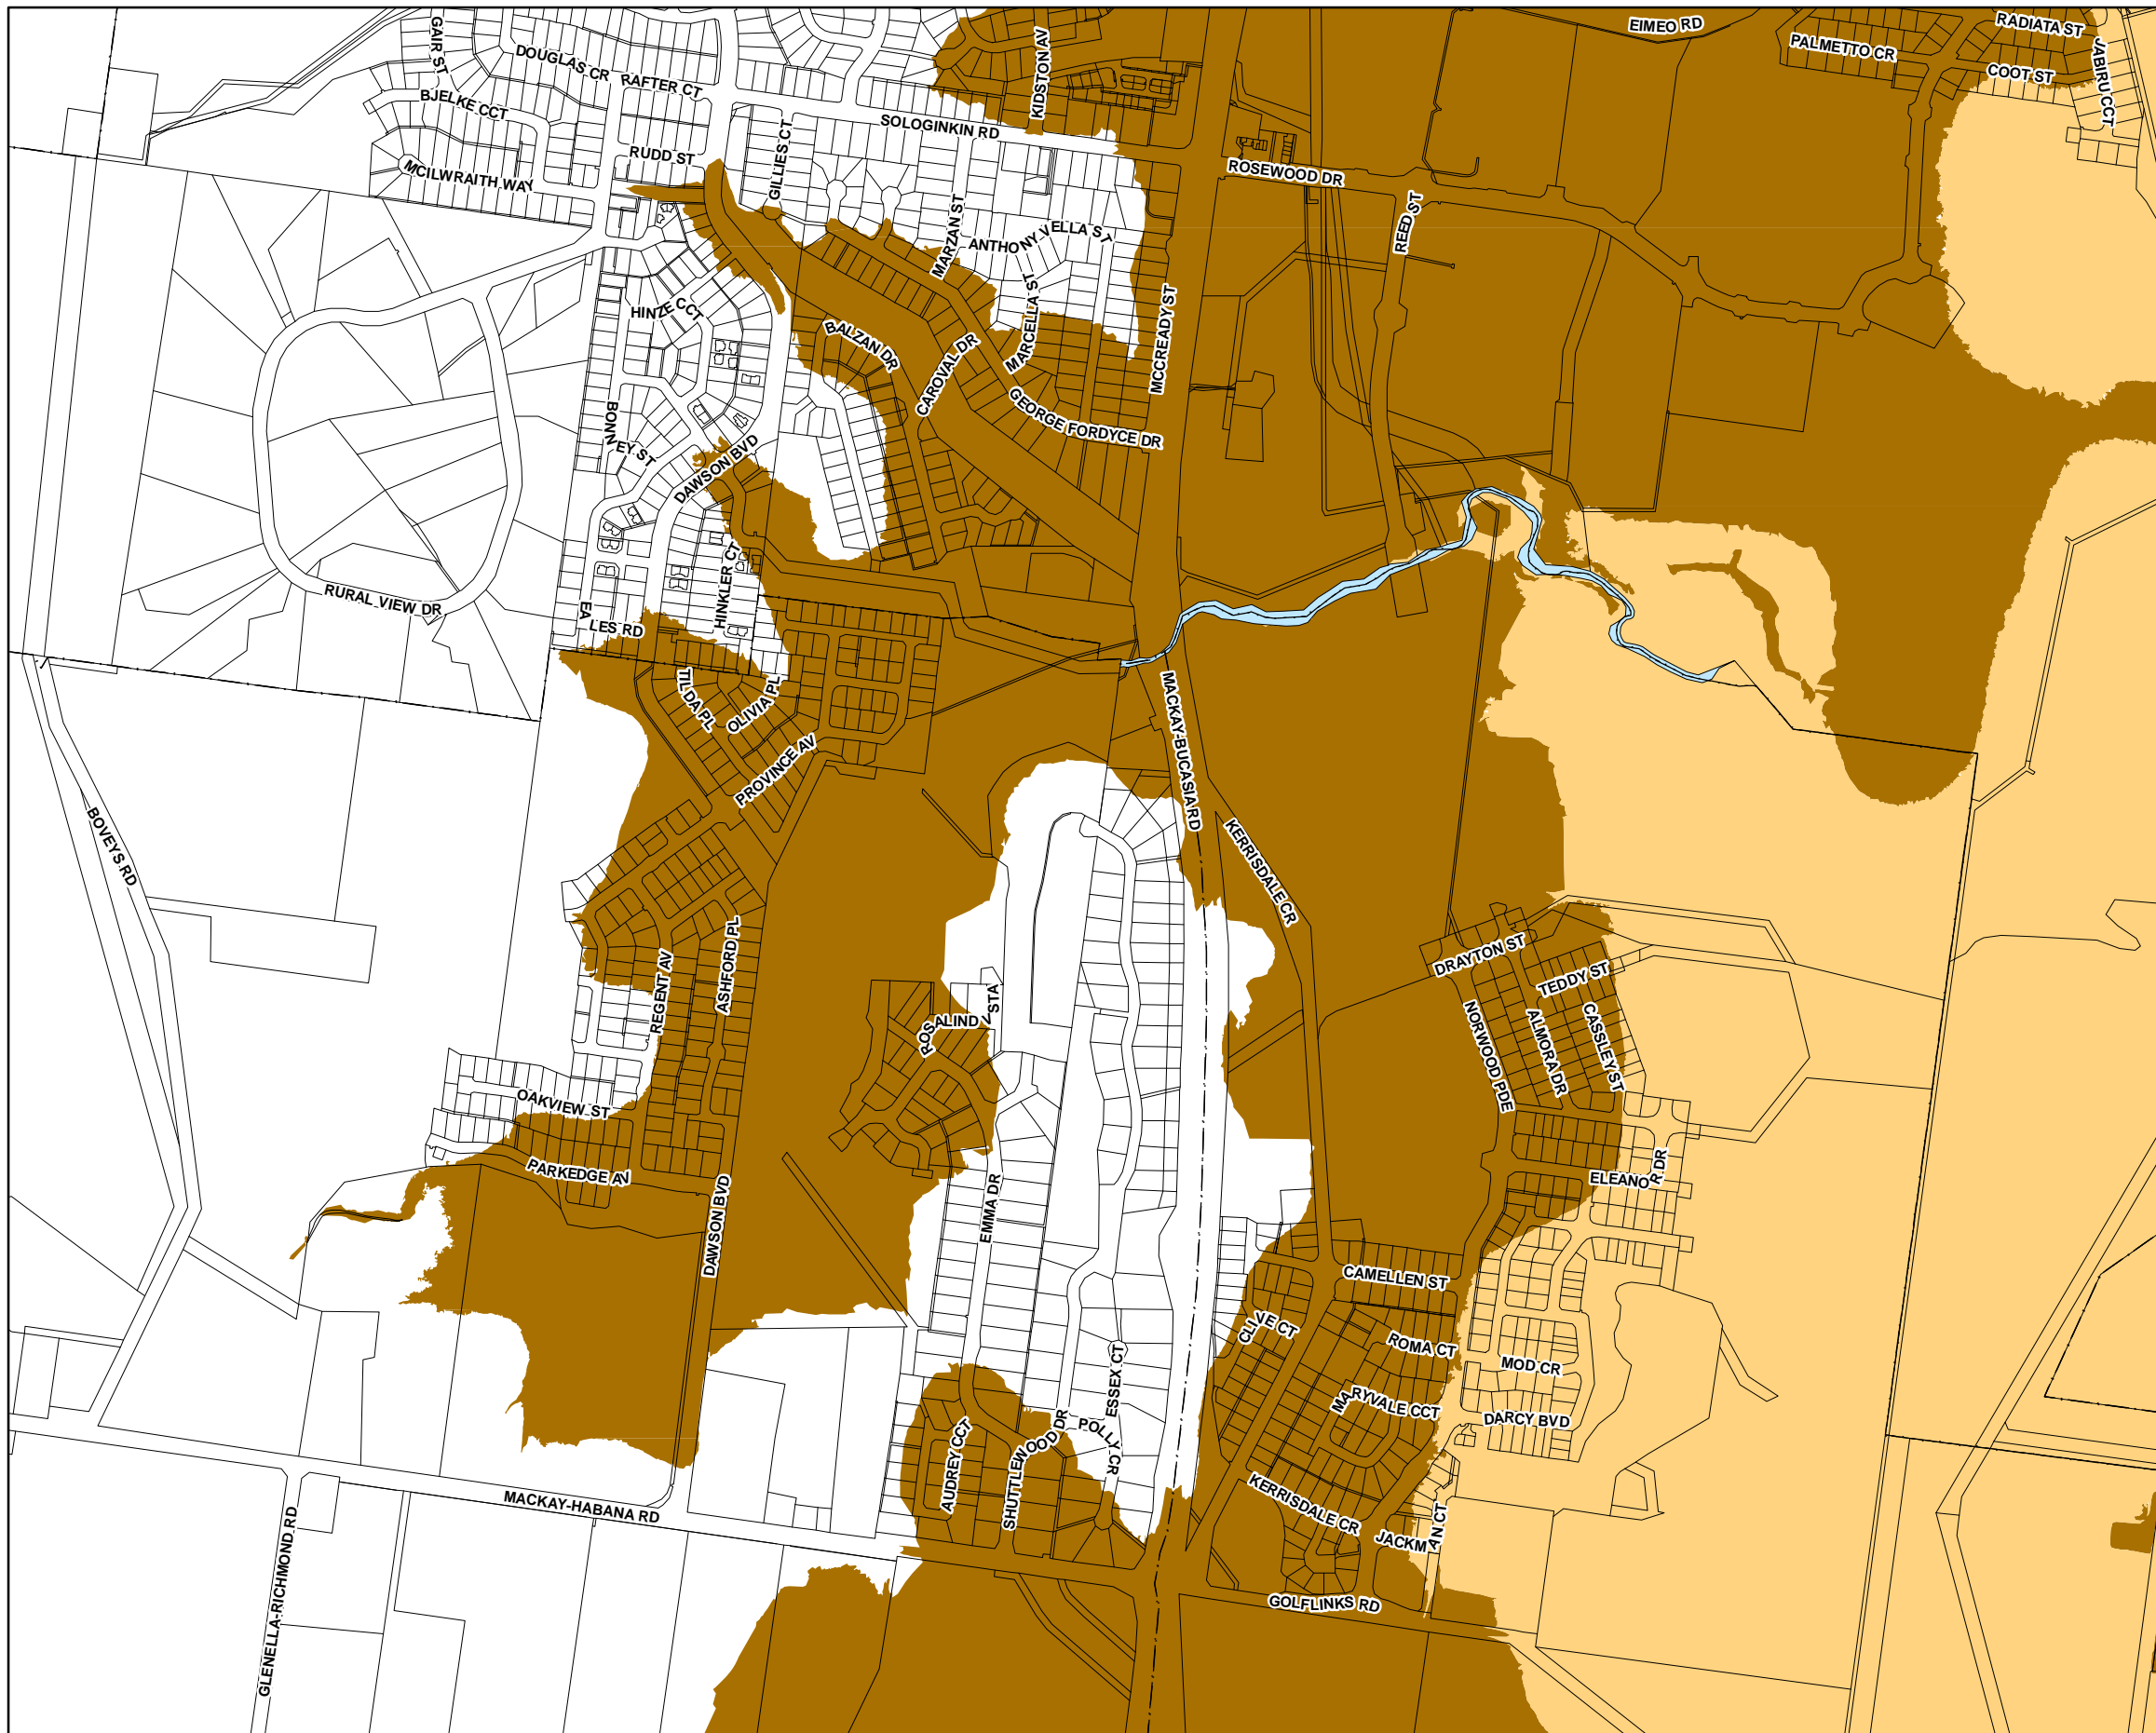 EIMEO RD
RADIATA ST
GAIR ST
DOUGLAS CR
RAFTER CT
KIDSTON AV
PALMETTO CR
COOT ST
JABIRU CCT
BJELKE CCT
SOLOGINKIN RD
RUDD ST
GILLIES CT
MCILWRAITH WAY
ROSEWOOD DR
MARZAN ST
ANTHONY VELLA ST
REED ST
HINZE CCT
MARCELLA ST
BALZAN DR
CAROVAL DR
MCCREADY ST
GEORGE FORDYCE DR
BONNEY ST
DAWSON BVD
HINKLER CT
RURAL VIEW DR
EALES RD
TILDA PL
OLIVIA PL
MACKAY-BUCASIA RD
PROVINCE AV
BOVEYS RD
KERRISDALE CR
ASHFORD PL
REGENT AV
DRAYTON ST
TEDDY ST
ROSALIND VSTA
NORWOOD PDE
ALMORA DR
CASSLEY ST
OAKVIEW ST
PARKEDGE AV
ELEANOR DR
EMMA DR
DAWSON BVD
CAMELLEN ST
CLIVE CT
ROMA CT
MOD CR
ESSEX CT
MARYVALE CCT
DARCY BVD
POLLY CR
AUDREY CCT
SHUTTLEWOOD DR
MACKAY-HABANA RD
KERRISDALE CR
JACKMAN CT
GOLFLINKS RD
GLENELLA-RICHMOND RD